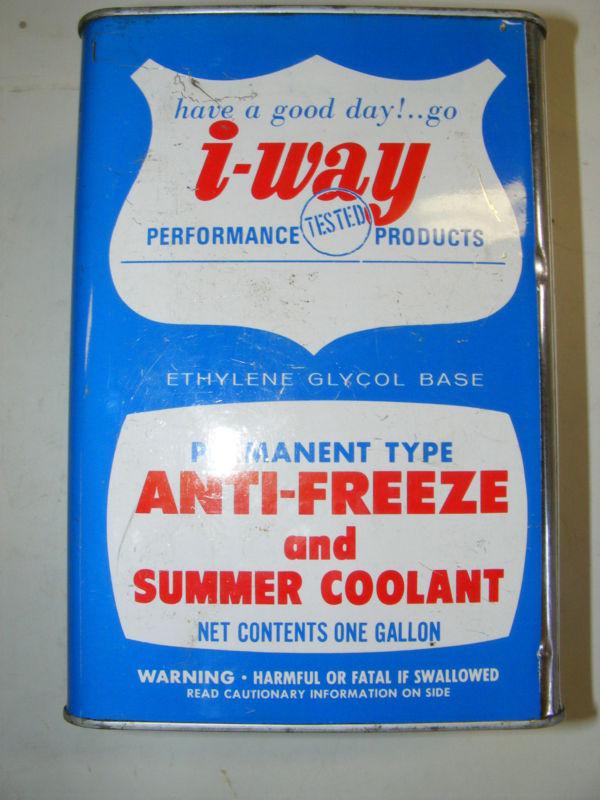 have a good day!..go
i-way
PERFORMANCE TESTED PRODUCTS
ETHYLENE GLYCOL BASE
PERMANENT TYPE
ANTI-FREEZE
and
SUMMER COOLANT
NET CONTENTS ONE GALLON
WARNING • HARMFUL OR FATAL IF SWALLOWED
READ CAUTIONARY INFORMATION ON SIDE